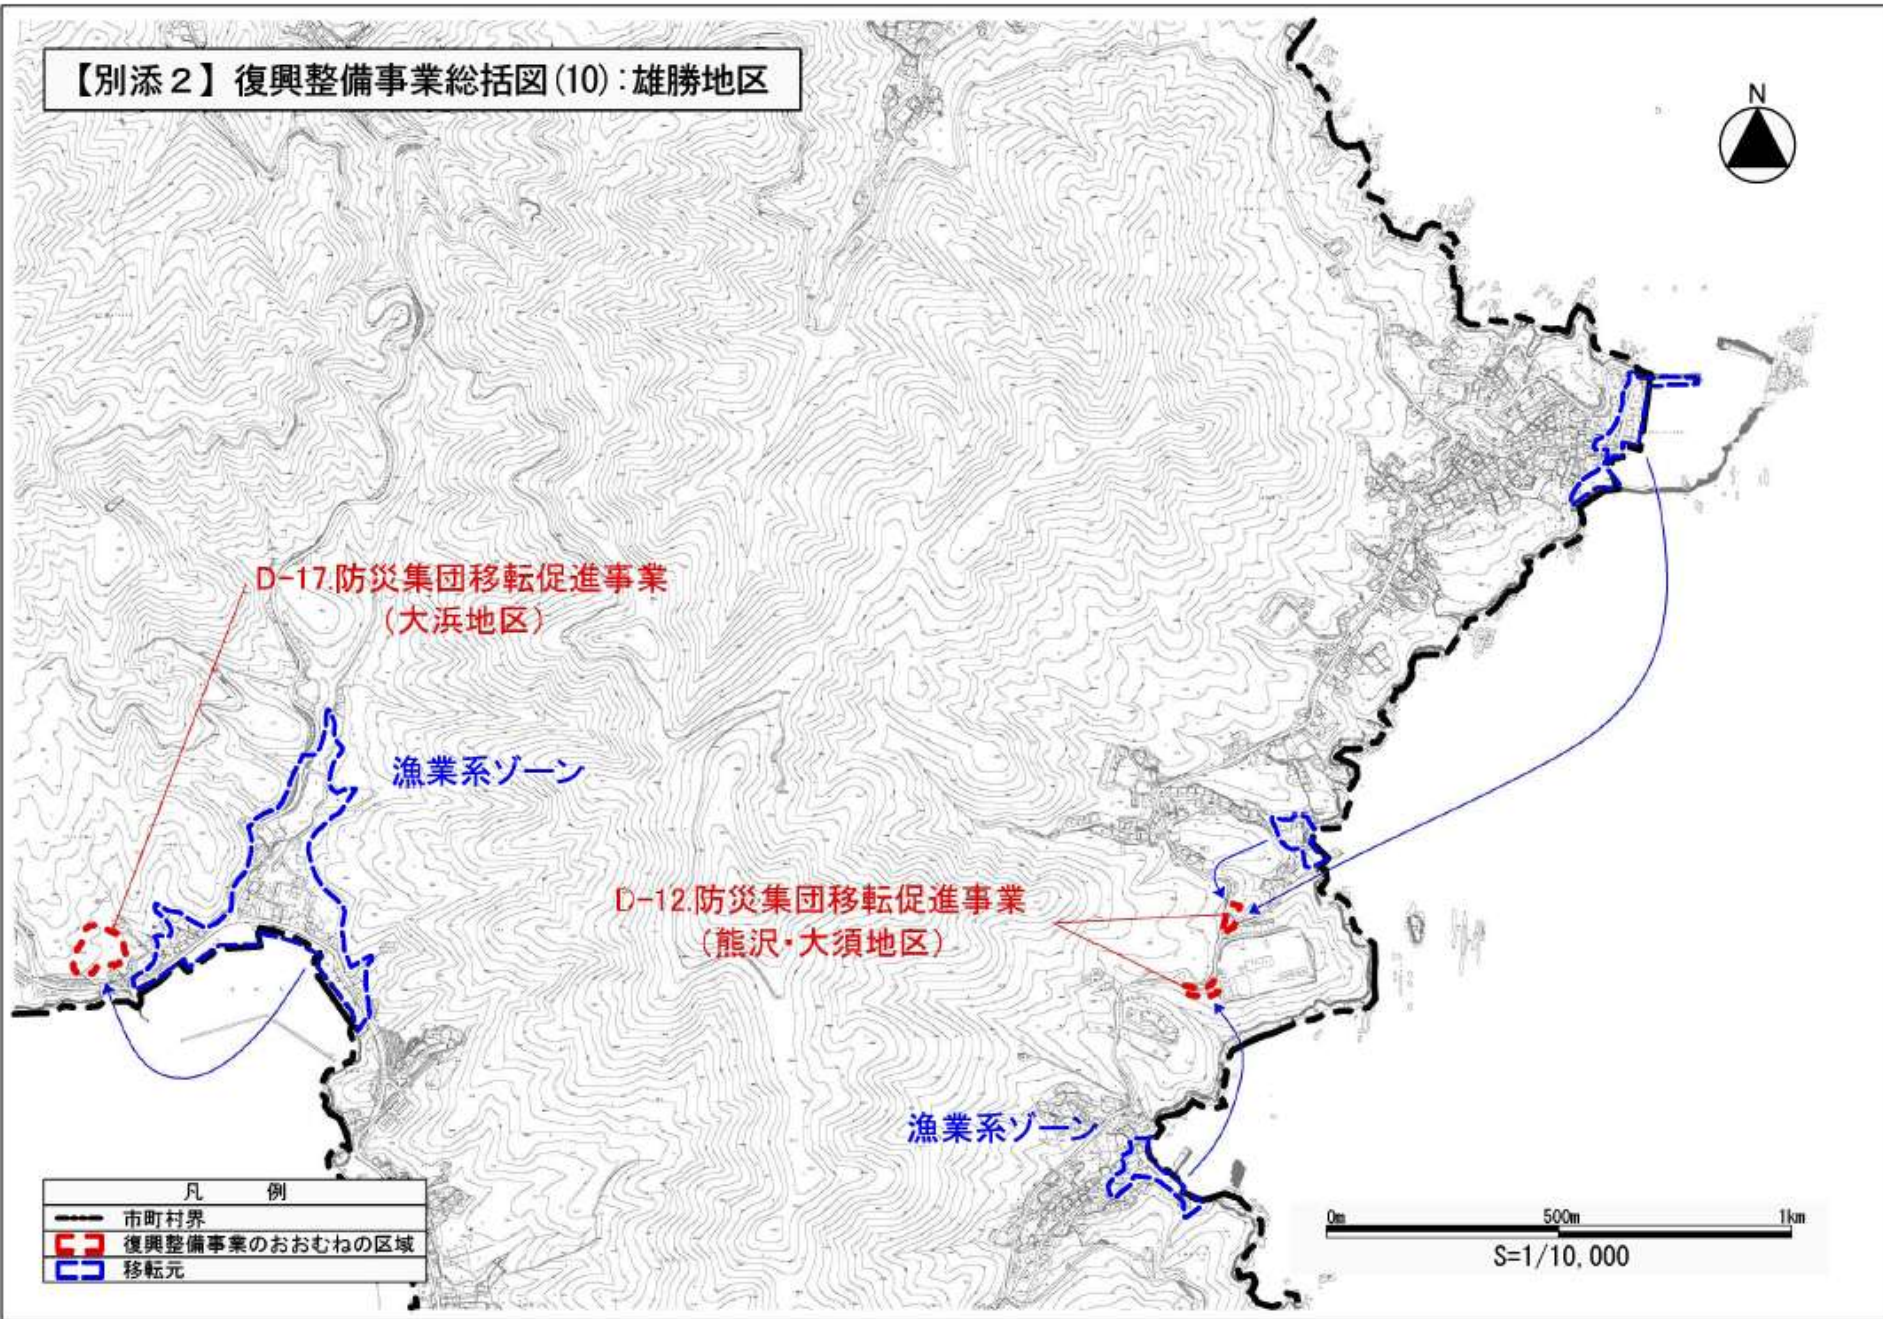 【別添２】復興整備事業総括図(10):雄勝地区
N
D-17.防災集団移転促進事業
(大浜地区)
漁業系ゾーン
D-12.防災集団移転促進事業
(熊沢・大須地区)
漁業系ゾーン
凡 例
市町村界
復興整備事業のおおむねの区域
移転元
0m 500m 1km
S=1/10,000